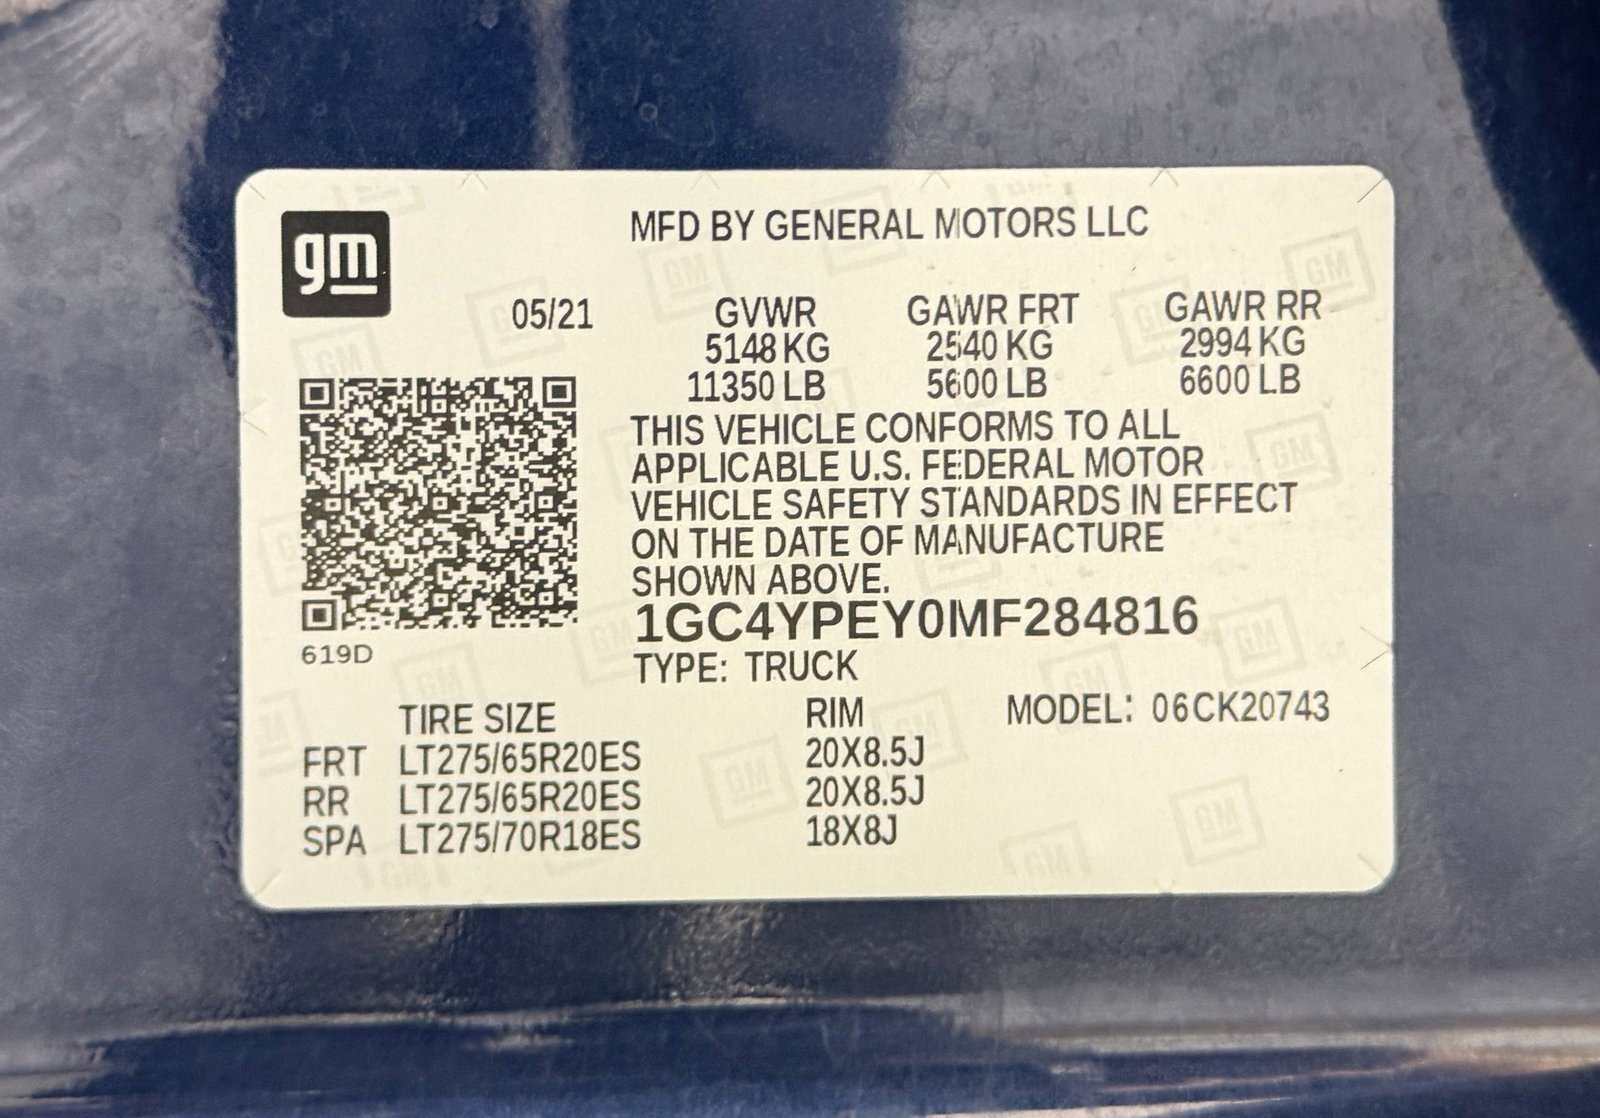 gm
MFD BY GENERAL MOTORS LLC
05/21 GVWR GAWR FRT GAWR RR
5148 KG 2540 KG 2994 KG
11350 LB 5600 LB 6600 LB
THIS VEHICLE CONFORMS TO ALL
APPLICABLE U.S. FEDERAL MOTOR
VEHICLE SAFETY STANDARDS IN EFFECT
ON THE DATE OF MANUFACTURE
SHOWN ABOVE.
1GC4YPEY0MF284816
619D
TYPE: TRUCK
TIRE SIZE RIM MODEL: 06CK20743
FRT LT275/65R20ES 20X8.5J
RR LT275/65R20ES 20X8.5J
SPA LT275/70R18ES 18X8J